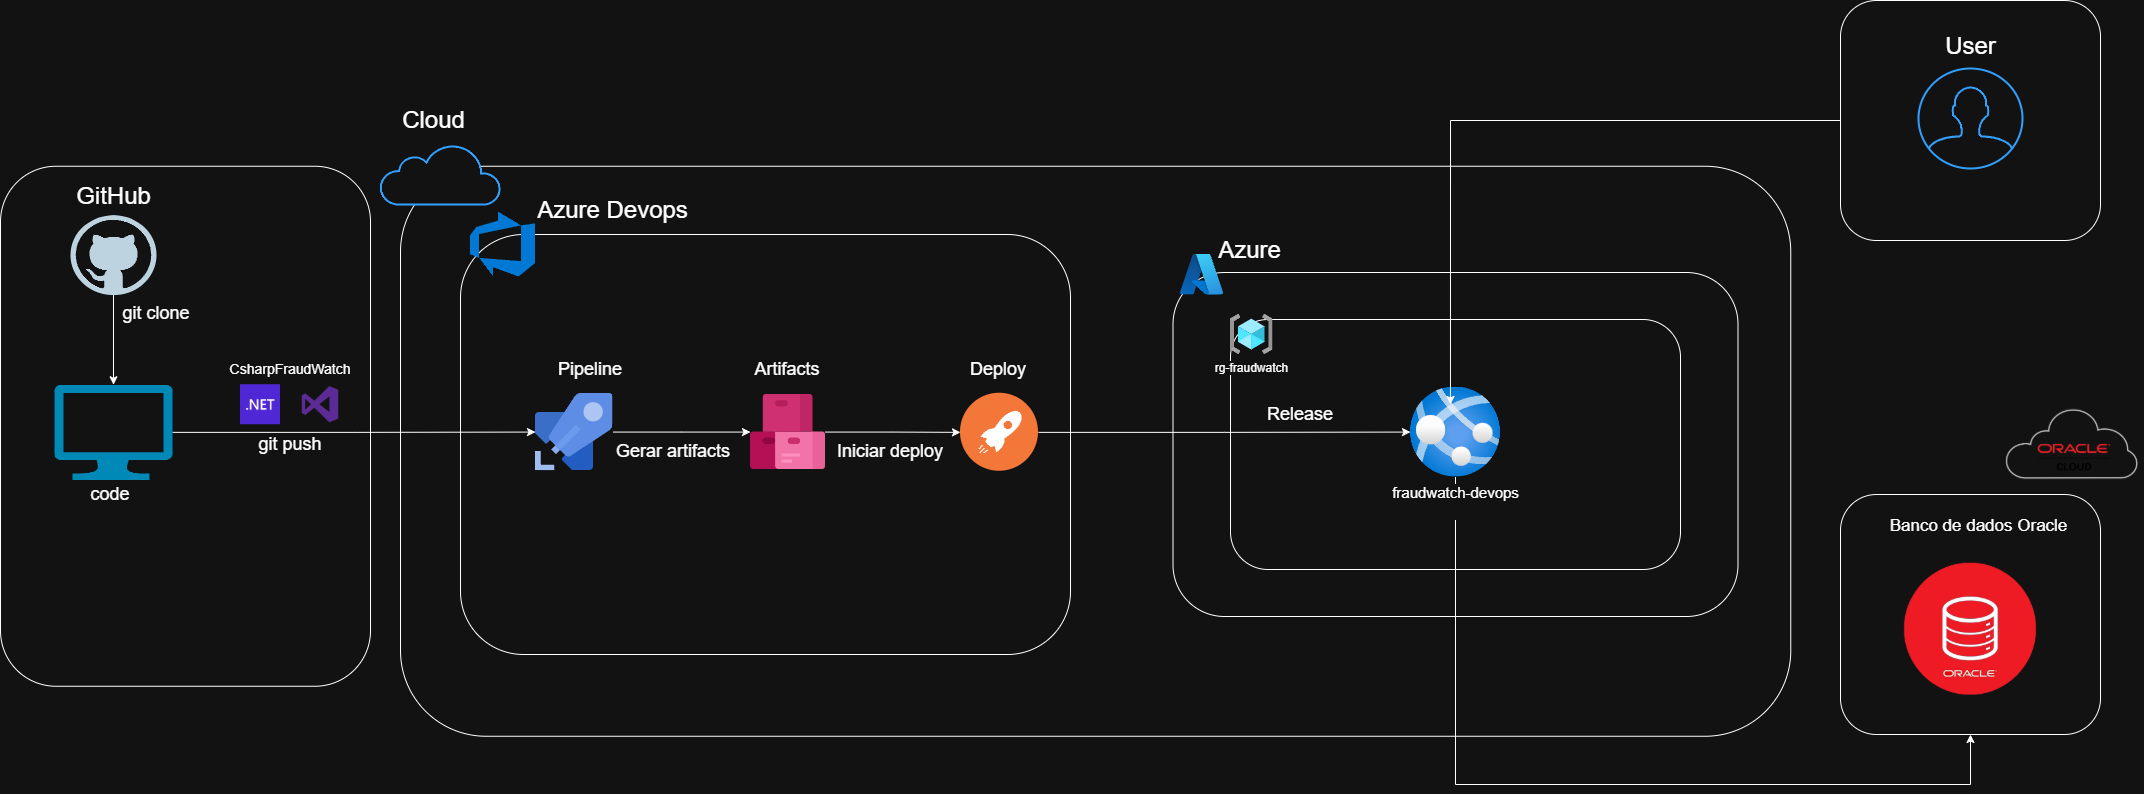 User
Cloud
GitHub
Azure Devops
Azure
git clone
rg-fraudwatch
CsharpFraudWatch
.NET
git push
code
Pipeline
Artifacts
Deploy
Gerar artifacts
Iniciar deploy
Release
fraudwatch-devops
ORACLE
CLOUD
Banco de dados Oracle
ORACLE